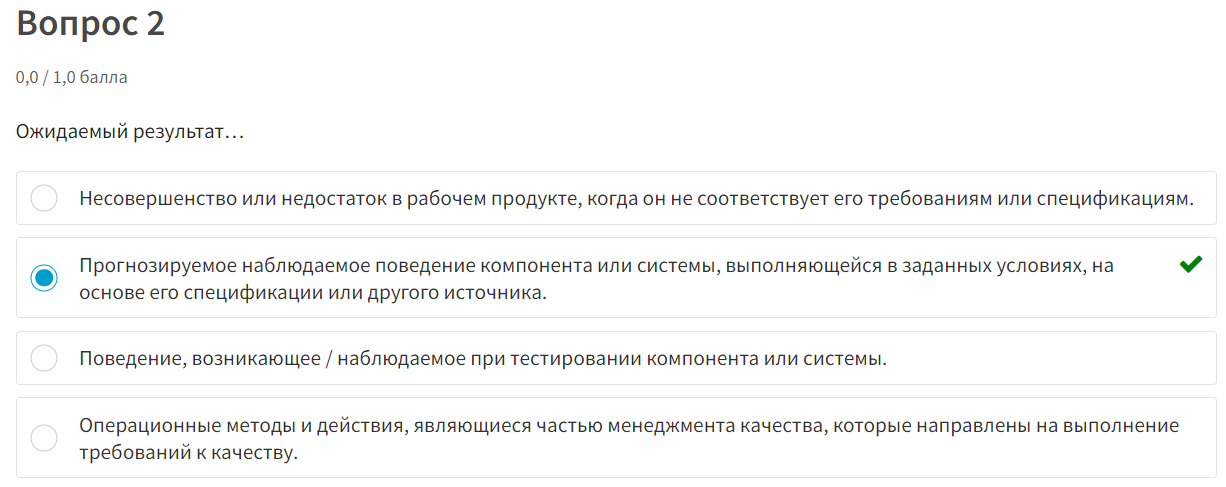 Вопрос 2
0,0 / 1,0 балла
Ожидаемый результат…
Несовершенство или недостаток в рабочем продукте, когда он не соответствует его требованиям или спецификациям.
Прогнозируемое наблюдаемое поведение компонента или системы, выполняющейся в заданных условиях, на
основе его спецификации или другого источника.
Поведение, возникающее / наблюдаемое при тестировании компонента или системы.
Операционные методы и действия, являющиеся частью менеджмента качества, которые направлены на выполнение
требований к качеству.